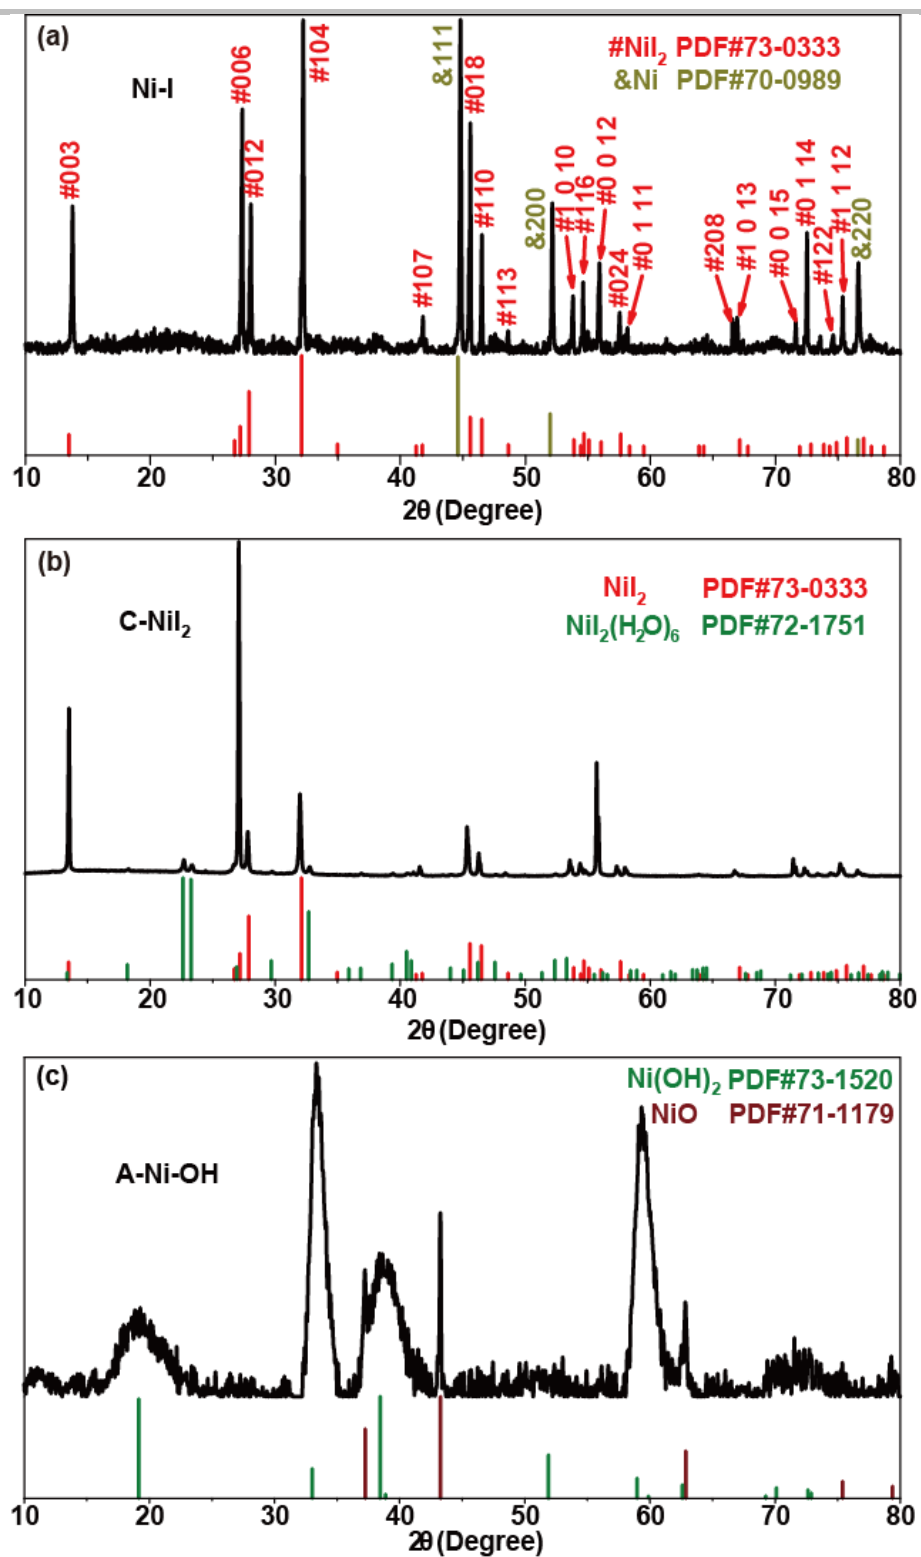 (a)
Ni-I
#NiI₂ PDF#73-0333
&Ni PDF#70-0989
#003
#006
#012
#104
#107
&111
#018
#110
#113
&200
#1 0 10
#116
#0 0 12
#024
#0 1 11
#208
#1 0 13
#0 0 15
#0 1 14
#122
#1 1 12
&220
10 20 30 40 50 60 70 80
2θ (Degree)
(b)
C-NiI₂
NiI₂ PDF#73-0333
NiI₂(H₂O)₆ PDF#72-1751
10 20 30 40 50 60 70 80
2θ (Degree)
(c)
A-Ni-OH
Ni(OH)₂ PDF#73-1520
NiO PDF#71-1179
10 20 30 40 50 60 70 80
2θ (Degree)